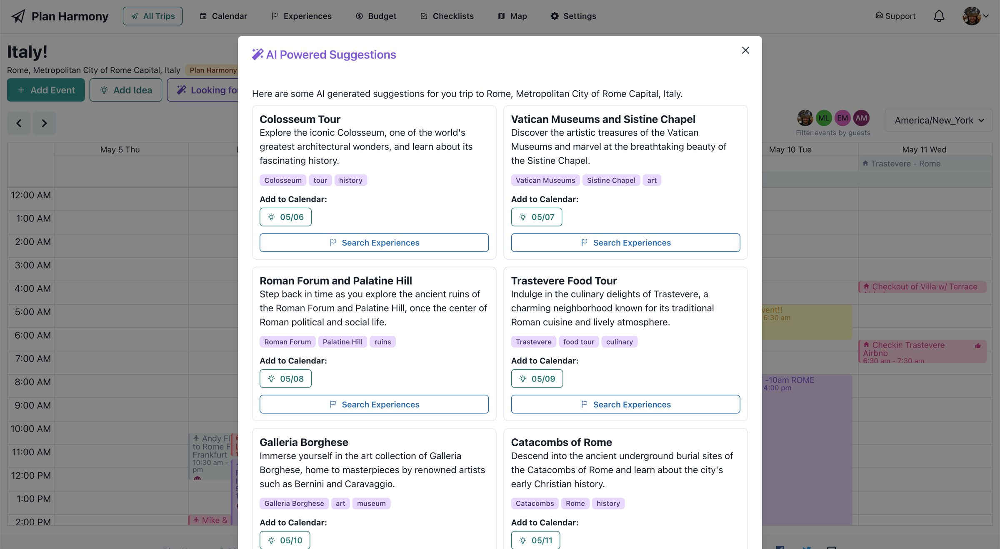 Plan Harmony
All Trips
Calendar
Experiences
Budget
Checklists
Map
Settings
Support
Italy!
Rome, Metropolitan City of Rome Capital, Italy
Plan Harmony
Add Event
Add Idea
Looking for
ML
EM
AM
Filter events by guests
America/New_York
May 5 Thu
May 10 Tue
May 11 Wed
Trastevere - Rome
12:00 AM
1:00 AM
2:00 AM
3:00 AM
4:00 AM
5:00 AM
6:00 AM
7:00 AM
8:00 AM
9:00 AM
10:00 AM
11:00 AM
12:00 PM
1:00 PM
2:00 PM
Andy Fl
to Rome F
Frankfurt
10:30 am -
pm
Mike &
AI Powered Suggestions
Here are some AI generated suggestions for you trip to Rome, Metropolitan City of Rome Capital, Italy.
Colosseum Tour
Explore the iconic Colosseum, one of the world's
greatest architectural wonders, and learn about its
fascinating history.
Colosseum
tour
history
Add to Calendar:
05/06
Search Experiences
Vatican Museums and Sistine Chapel
Discover the artistic treasures of the Vatican
Museums and marvel at the breathtaking beauty of
the Sistine Chapel.
Vatican Museums
Sistine Chapel
art
Add to Calendar:
05/07
Search Experiences
Roman Forum and Palatine Hill
Step back in time as you explore the ancient ruins of
the Roman Forum and Palatine Hill, once the center of
Roman political and social life.
Roman Forum
Palatine Hill
ruins
Add to Calendar:
05/08
Search Experiences
Trastevere Food Tour
Indulge in the culinary delights of Trastevere, a
charming neighborhood known for its traditional
Roman cuisine and lively atmosphere.
Trastevere
food tour
culinary
Add to Calendar:
05/09
Search Experiences
Galleria Borghese
Immerse yourself in the art collection of Galleria
Borghese, home to masterpieces by renowned artists
such as Bernini and Caravaggio.
Galleria Borghese
art
museum
Add to Calendar:
05/10
Catacombs of Rome
Descend into the ancient underground burial sites of
the Catacombs of Rome and learn about the city's
early Christian history.
Catacombs
Rome
history
Add to Calendar:
05/11
vent!!
6:30 am
-10am ROME
4:00 pm
Checkout of Villa w/ Terrace
Checkin Trastevere
Airbnb
6:30 am - 7:30 am